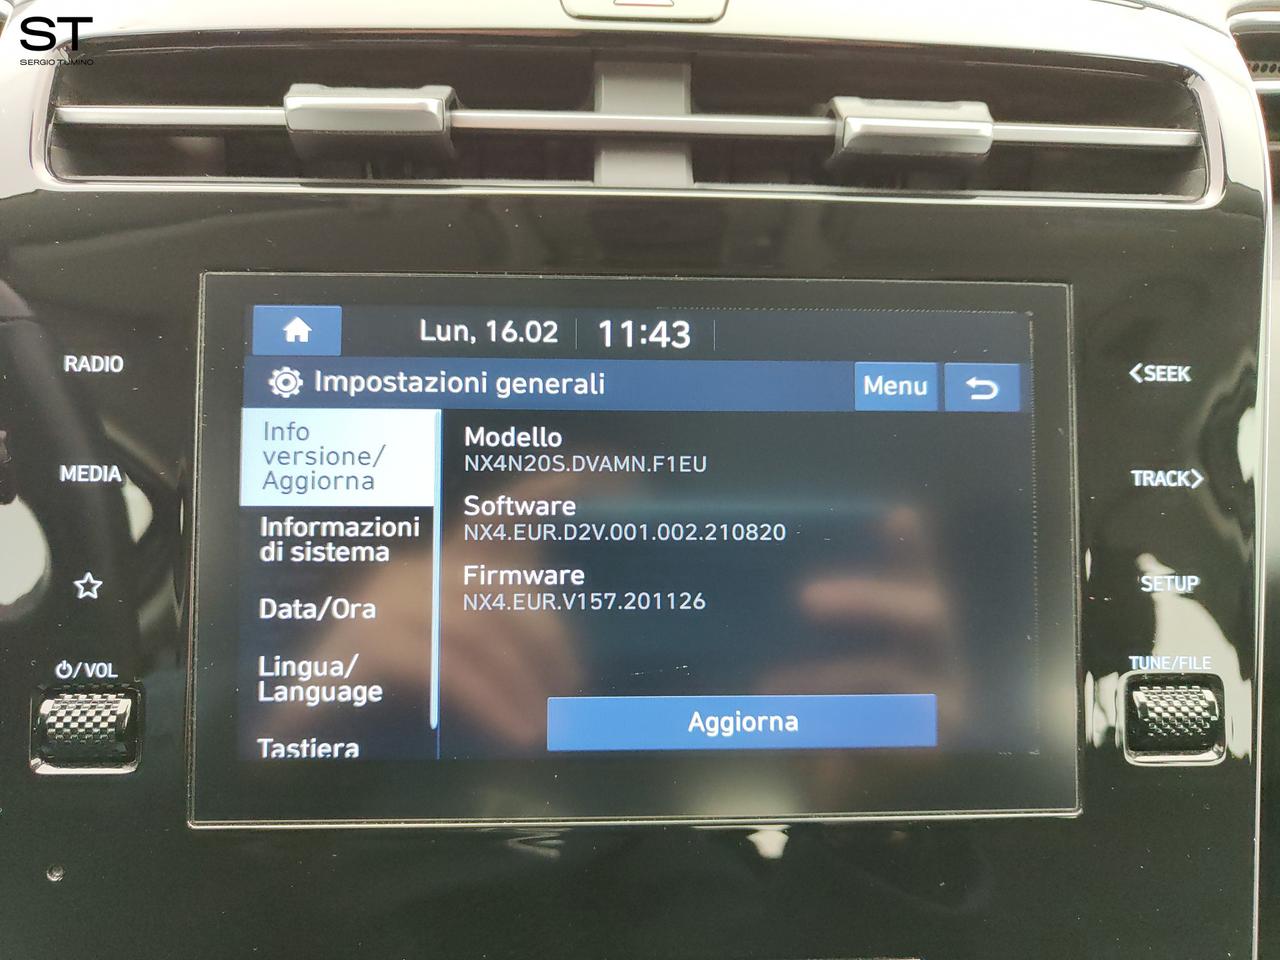 ST
SERGIO TUMINO
Lun, 16.02
11:43
Impostazioni generali
Menu
Info
versione/
Aggiorna
Informazioni
di sistema
Data/Ora
Lingua/
Language
Tastiera
Modello
NX4N20S.DVAMN.F1EU
Software
NX4.EUR.D2V.001.002.210820
Firmware
NX4.EUR.V157.201126
Aggiorna
RADIO
MEDIA
/VOL
<SEEK
TRACK>
SETUP
TUNE/FILE